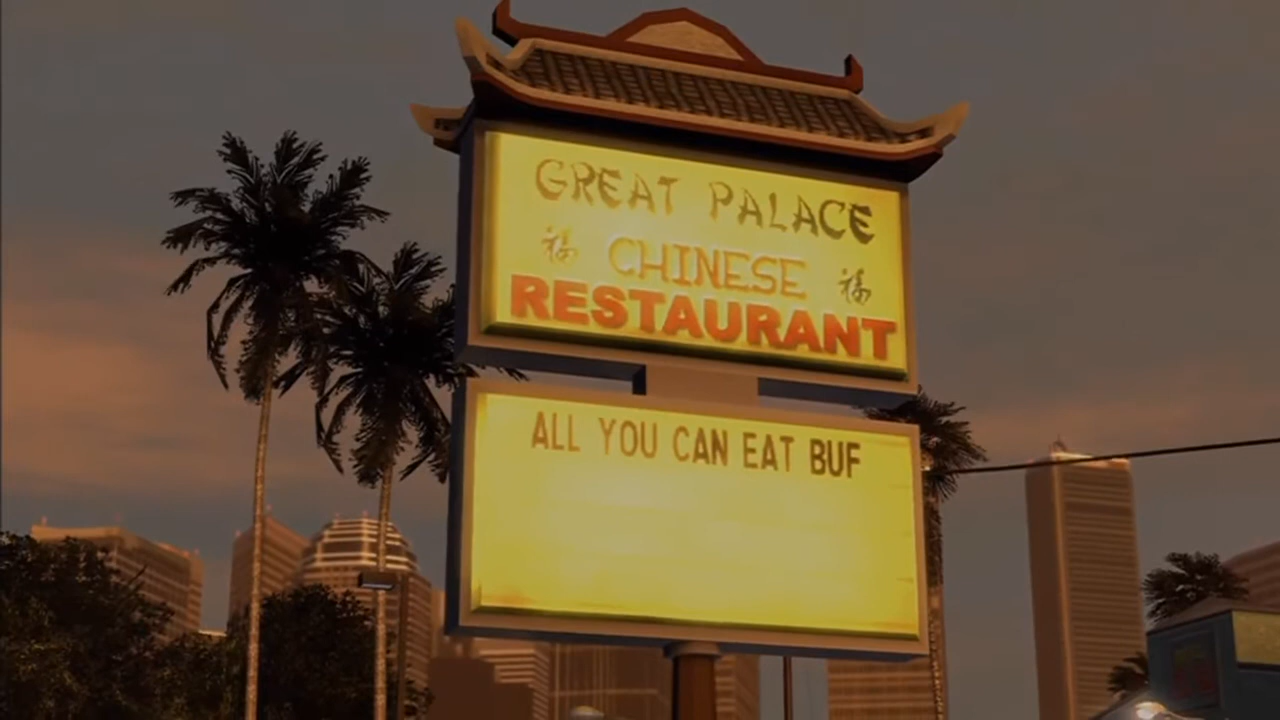 GREAT PALACE
福 CHINESE 福
RESTAURANT
ALL YOU CAN EAT BUF